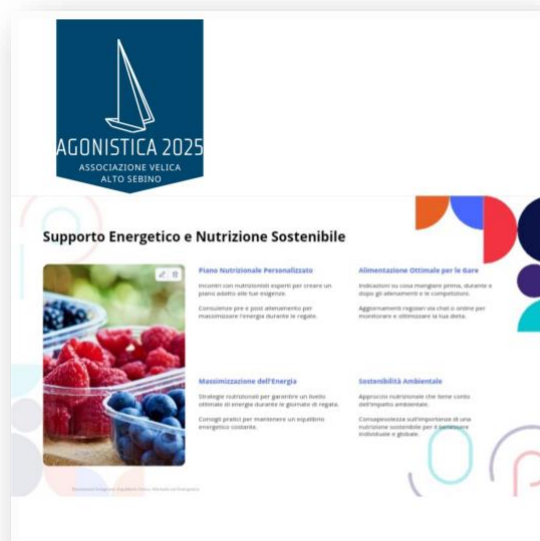 AGONISTICA 2025
ASSOCIAZIONE VELICA
ALTO SEBINO
Supporto Energetico e Nutrizione Sostenibile
Piano Nutrizionale Personalizzato
Incontri con nutrizionisti esperti per creare un
piano adatto alle tue esigenze.
Consulenze pre e post allenamento per
massimizzare l'energia durante le regate.
Alimentazione Ottimale per le Gare
Indicazioni su cosa mangiare prima, durante e
dopo gli allenamenti e le competizioni.
Aggiornamenti regolari via chat o online per
monitorare e ottimizzare la tua dieta.
Massimizzazione dell'Energia
Strategie nutrizionali per garantire un livello
ottimale di energia durante le giornate di regata.
Consigli pratici per mantenere un equilibrio
energetico costante.
Sostenibilità Ambientale
Approccio nutrizionale che tiene conto
dell'impatto ambientale.
Consapevolezza sull'importanza di una
nutrizione sostenibile per il benessere
individuale e globale.